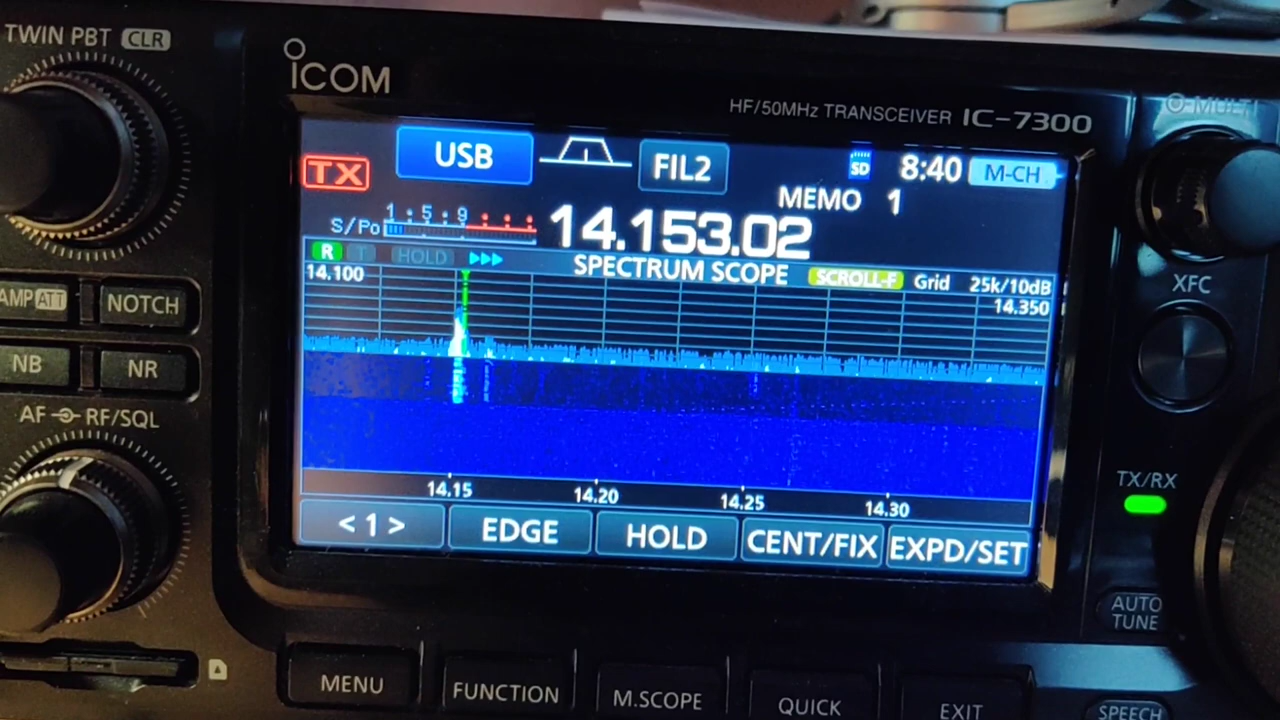 TWIN PBT CLR
ICOM
HF/50MHz TRANSCEIVER IC-7300
TX USB FIL2 SD 8:40 M-CH
MEMO 1
S/Po 1 5 9 14.153.02
R T HOLD SPECTRUM SCOPE SCROLL-F Grid 25k/10dB
14.100 14.350
14.15 14.20 14.25 14.30
< 1 > EDGE HOLD CENT/FIX EXPD/SET
AMP ATT NOTCH
NB NR
AF RF/SQL
MULTI
XFC
TX/RX
AUTO
TUNE
MENU FUNCTION M.SCOPE QUICK EXIT SPEECH